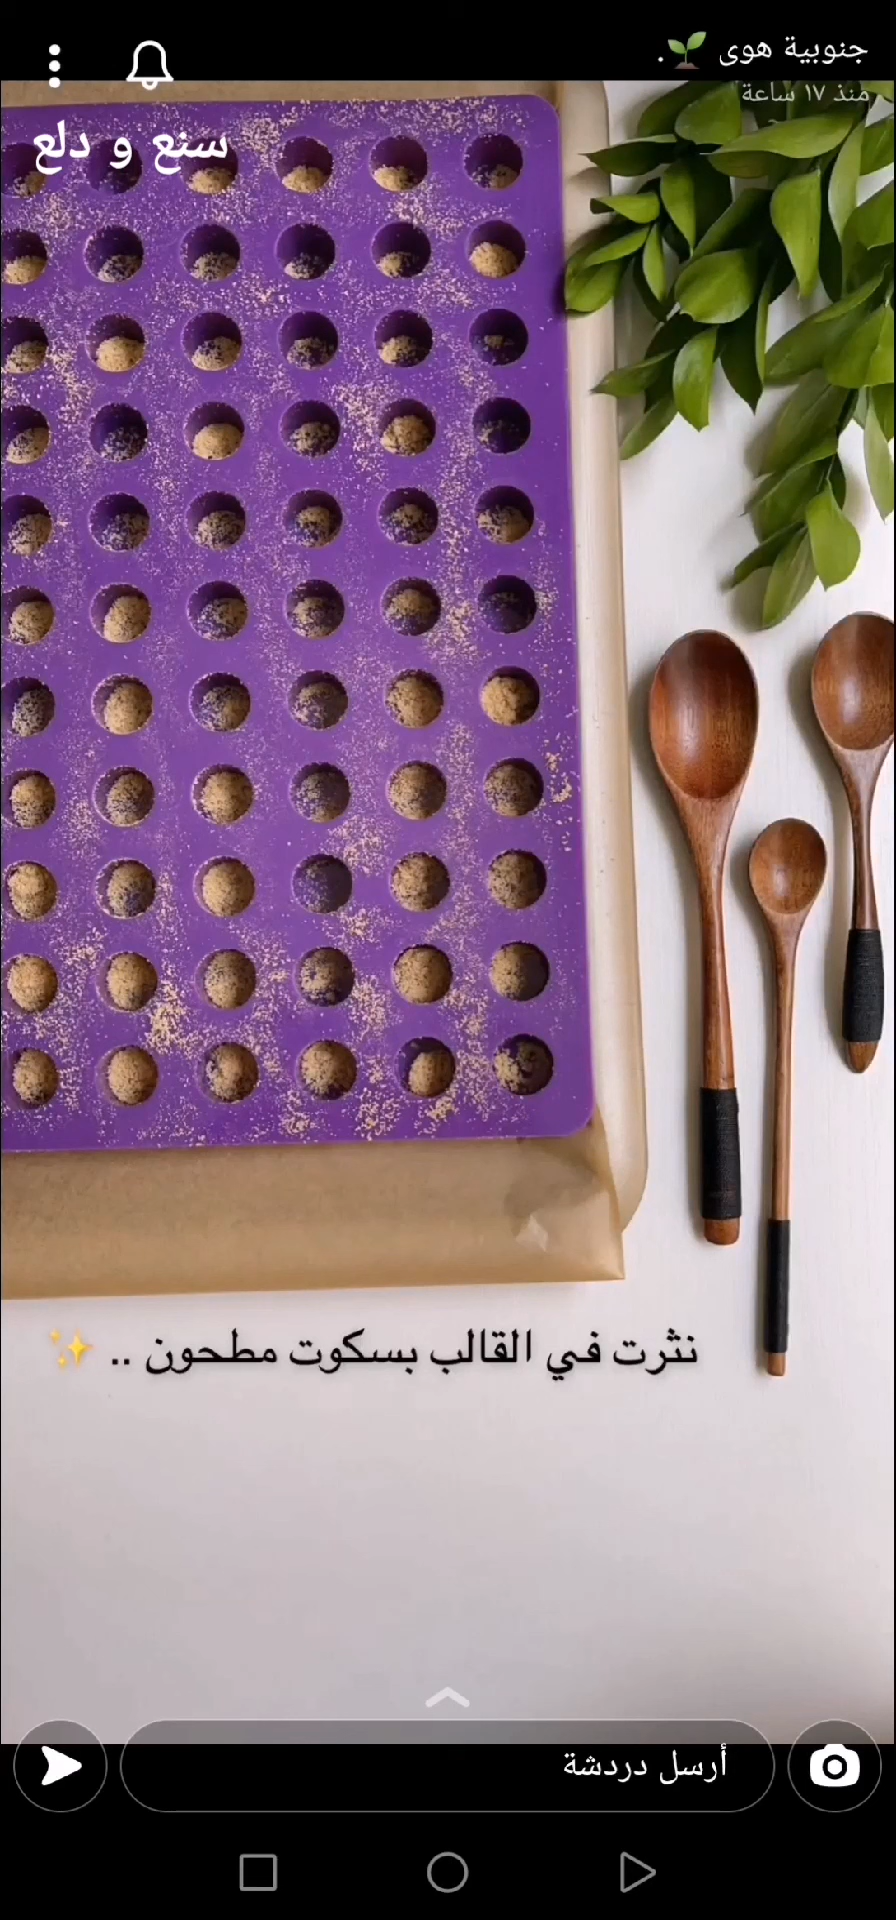 جنوبية هوى 🌱.
منذ ١٧ ساعة
سنع و دلع
نثرت في القالب بسكوت مطحون .. ✨
أرسل دردشة